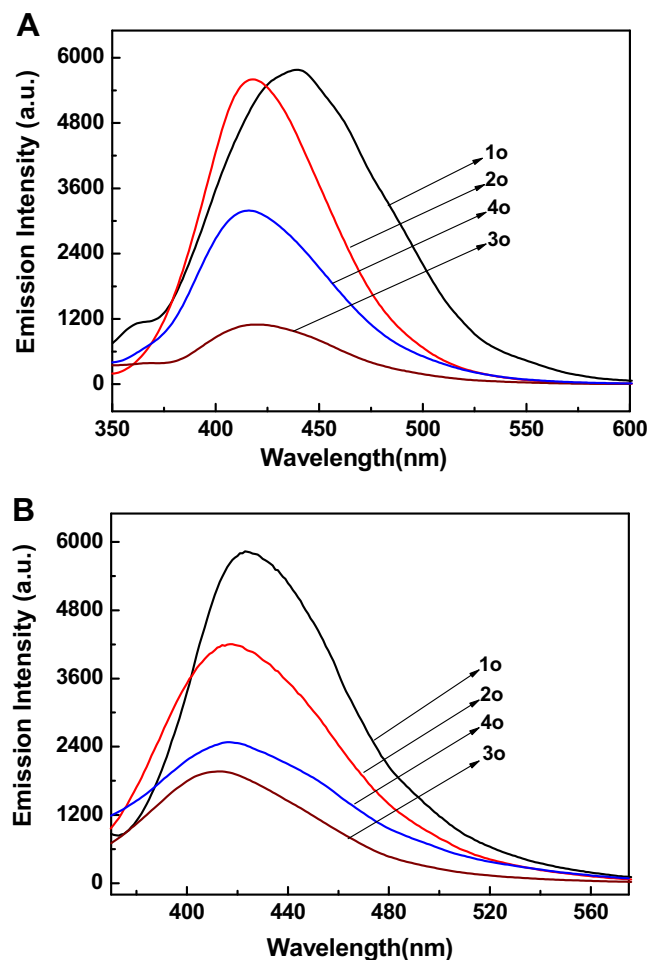 A
Emission Intensity (a.u.)
6000
4800
3600
2400
1200
0
1o
2o
4o
3o
350 400 450 500 550 600
Wavelength(nm)
B
Emission Intensity (a.u.)
6000
4800
3600
2400
1200
0
1o
2o
4o
3o
400 440 480 520 560
Wavelength(nm)